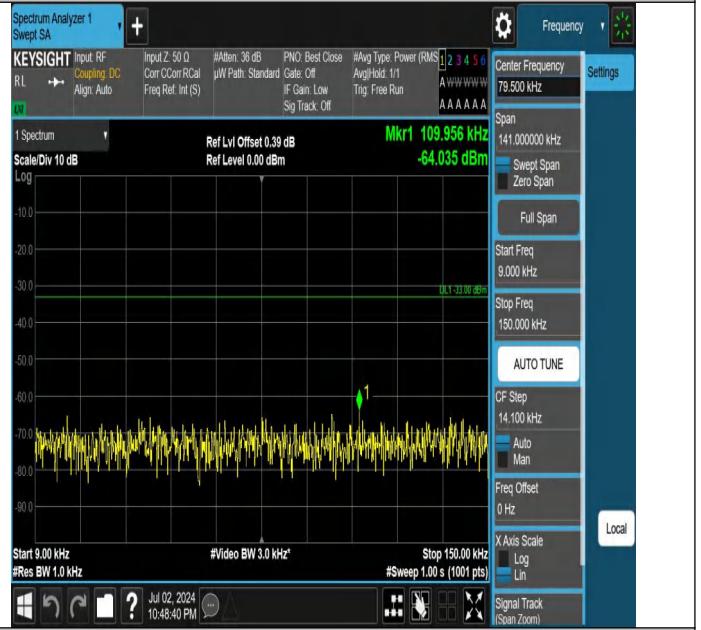 Spectrum Analyzer 1
Swept SA
+
Frequency
KEYSIGHT
RL
Input: RF
Coupling: DC
Align: Auto
Input Z: 50 Ω
Corr CCorr RCal
Freq Ref: Int (S)
#Atten: 36 dB
µW Path: Standard
PNO: Best Close
Gate: Off
IF Gain: Low
Sig Track: Off
#Avg Type: Power (RMS
Avg|Hold: 1/1
Trig: Free Run
1 2 3 4 5 6
A W W W W W
A A A A A A
Center Frequency
79.500 kHz
Settings
1 Spectrum
Scale/Div 10 dB
Log
Ref Lvl Offset 0.39 dB
Ref Level 0.00 dBm
Mkr1 109.956 kHz
-64.035 dBm
Span
141.000000 kHz
Swept Span
Zero Span
Full Span
Start Freq
9.000 kHz
Stop Freq
150.000 kHz
AUTO TUNE
CF Step
14.100 kHz
Auto
Man
Freq Offset
0 Hz
X Axis Scale
Log
Lin
Signal Track
(Span Zoom)
Local
-10.0
-20.0
-30.0
DL1 -33.00 dBm
-40.0
-50.0
-60.0
1
-70.0
-80.0
-90.0
Start 9.00 kHz
#Video BW 3.0 kHz*
Stop 150.00 kHz
#Res BW 1.0 kHz
#Sweep 1.00 s (1001 pts)
?
Jul 02, 2024
10:48:40 PM